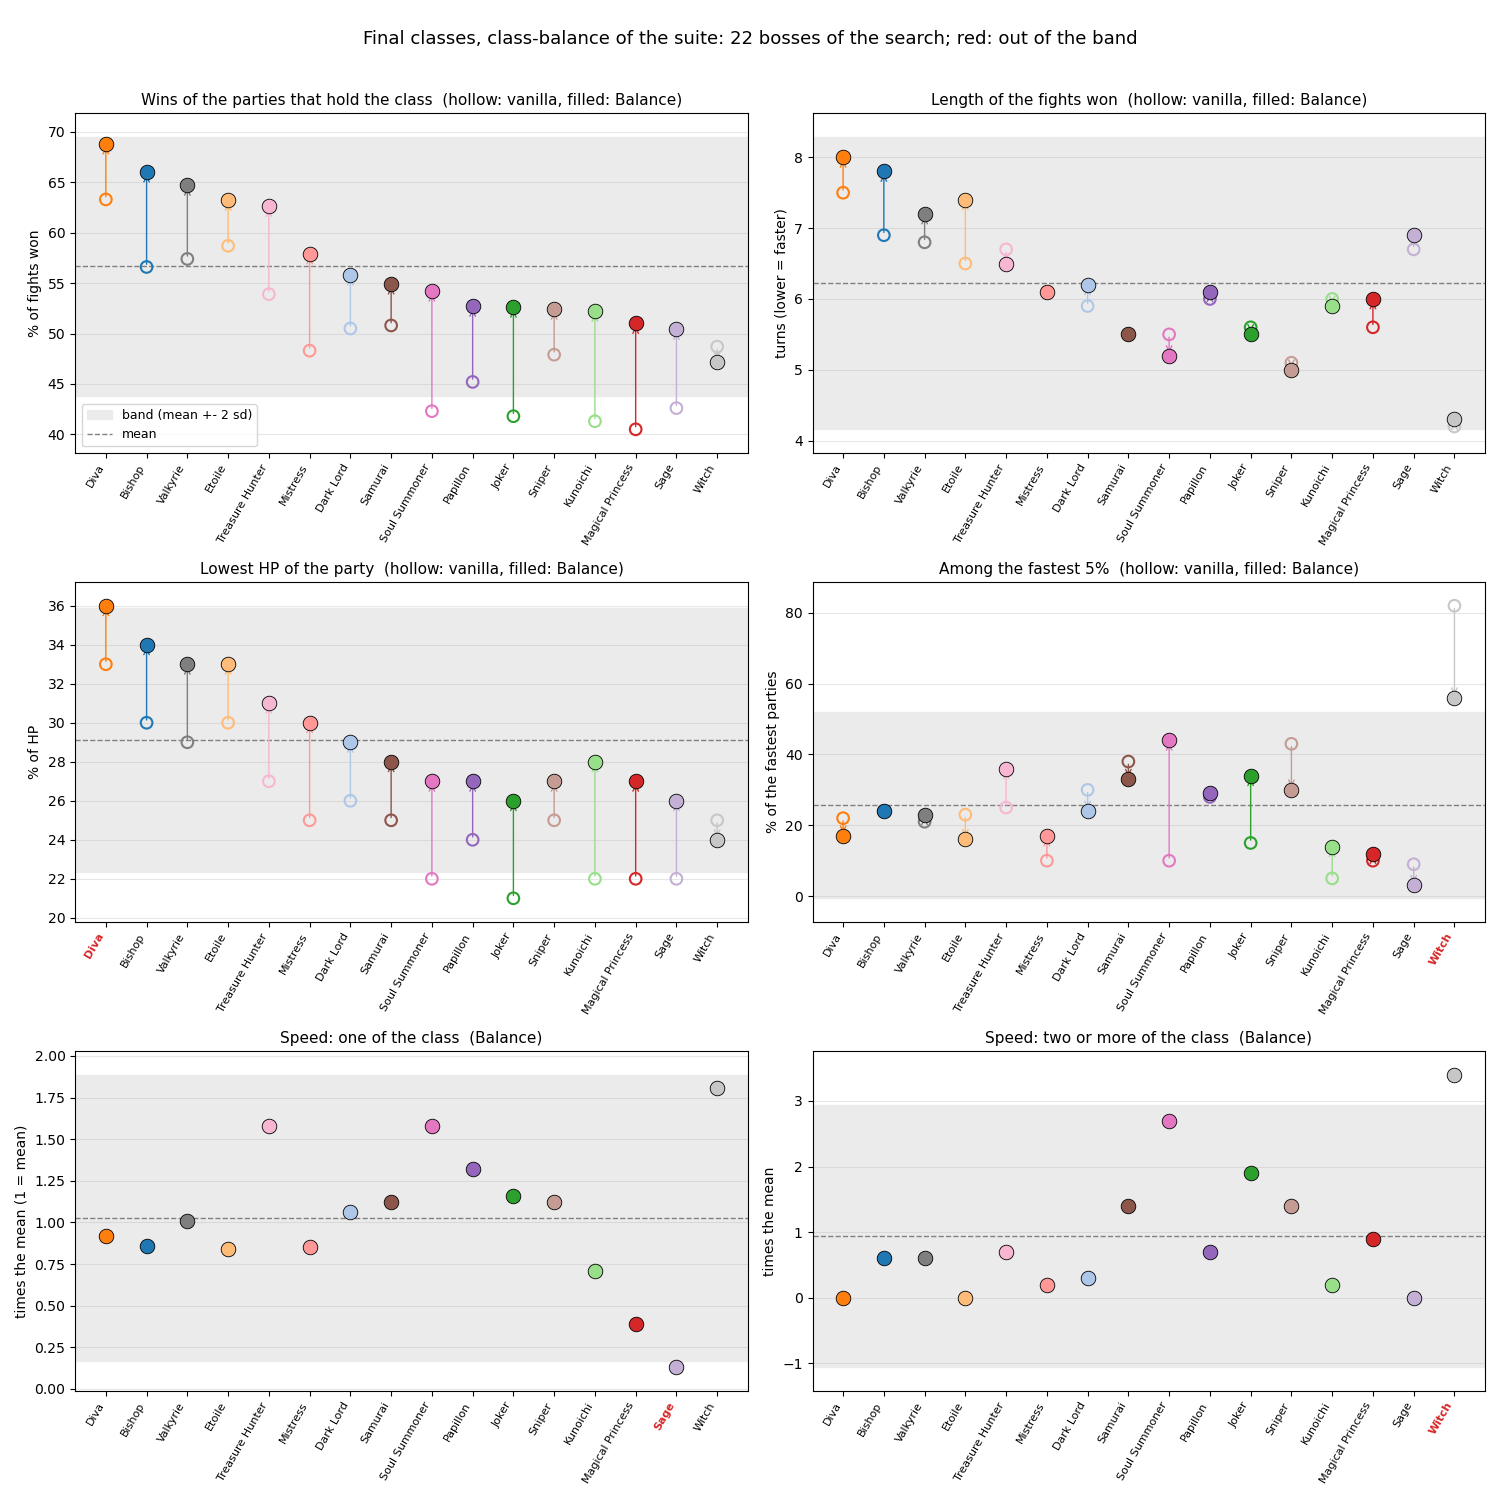 Final classes, class-balance of the suite: 22 bosses of the search; red: out of the band
Wins of the parties that hold the class  (hollow: vanilla, filled: Balance)
% of fights won
70
65
60
55
50
45
40
band (mean +- 2 sd)
mean
Diva
Bishop
Valkyrie
Etoile
Treasure Hunter
Mistress
Dark Lord
Samurai
Soul Summoner
Papillon
Joker
Sniper
Kunoichi
Magical Princess
Sage
Witch
Length of the fights won  (hollow: vanilla, filled: Balance)
turns (lower = faster)
8
7
6
5
4
Diva
Bishop
Valkyrie
Etoile
Treasure Hunter
Mistress
Dark Lord
Samurai
Soul Summoner
Papillon
Joker
Sniper
Kunoichi
Magical Princess
Sage
Witch
Lowest HP of the party  (hollow: vanilla, filled: Balance)
% of HP
36
34
32
30
28
26
24
22
20
Diva
Bishop
Valkyrie
Etoile
Treasure Hunter
Mistress
Dark Lord
Samurai
Soul Summoner
Papillon
Joker
Sniper
Kunoichi
Magical Princess
Sage
Witch
Among the fastest 5%  (hollow: vanilla, filled: Balance)
% of the fastest parties
80
60
40
20
0
Diva
Bishop
Valkyrie
Etoile
Treasure Hunter
Mistress
Dark Lord
Samurai
Soul Summoner
Papillon
Joker
Sniper
Kunoichi
Magical Princess
Sage
Witch
Speed: one of the class  (Balance)
times the mean (1 = mean)
2.00
1.75
1.50
1.25
1.00
0.75
0.50
0.25
0.00
Diva
Bishop
Valkyrie
Etoile
Treasure Hunter
Mistress
Dark Lord
Samurai
Soul Summoner
Papillon
Joker
Sniper
Kunoichi
Magical Princess
Sage
Witch
Speed: two or more of the class  (Balance)
times the mean
3
2
1
0
−1
Diva
Bishop
Valkyrie
Etoile
Treasure Hunter
Mistress
Dark Lord
Samurai
Soul Summoner
Papillon
Joker
Sniper
Kunoichi
Magical Princess
Sage
Witch